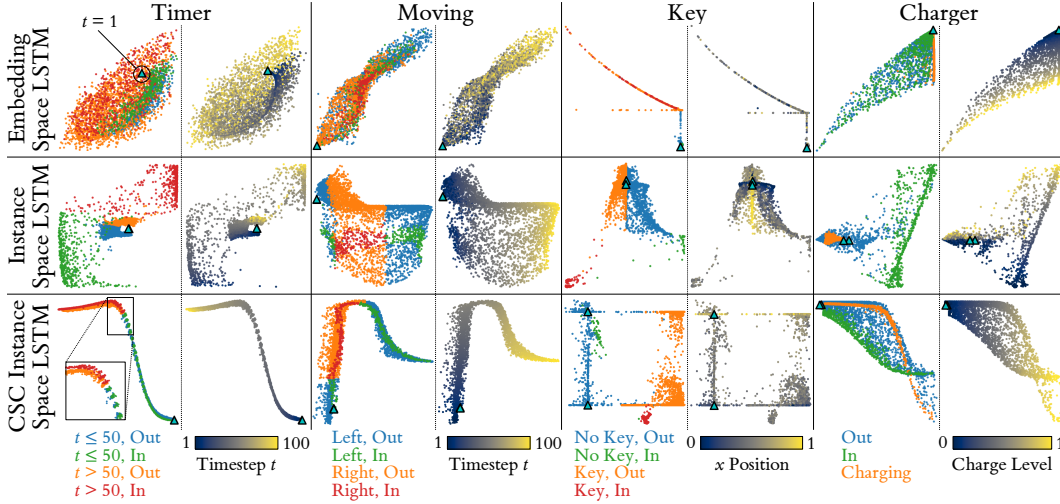 Timer
Moving
Key
Charger
t = 1
Embedding
Space LSTM
Instance
Space LSTM
CSC Instance
Space LSTM
t ≤ 50, Out
t ≤ 50, In
t > 50, Out
t > 50, In
1 100
Timestep t
Left, Out
Left, In
Right, Out
Right, In
1 100
Timestep t
No Key, Out
No Key, In
Key, Out
Key, In
0 1
x Position
Out
In
Charging
0 1
Charge Level